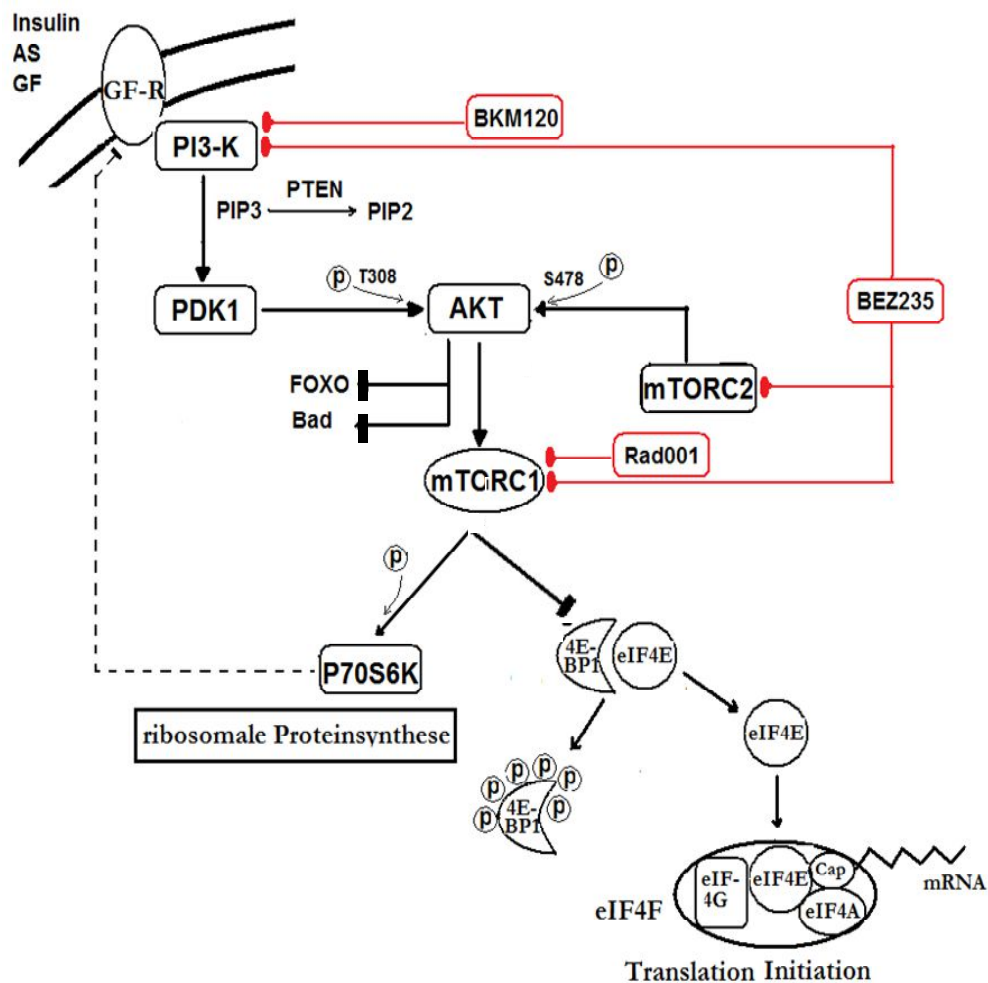 Insulin
AS
GF
GF-R
BKM120
PI3-K
PTEN
PIP3
PIP2
P
T308
S478
P
PDK1
AKT
BEZ235
FOXO
mTORC2
Bad
Rad001
mTORC1
P
4E-
BP1
eIF4E
P70S6K
ribosomale Proteinsynthese
eIF4E
P
P
P
P
P
P
4E-
BP1
eIF-
4G
eIF4E
Cap
eIF4A
mRNA
eIF4F
Translation Initiation